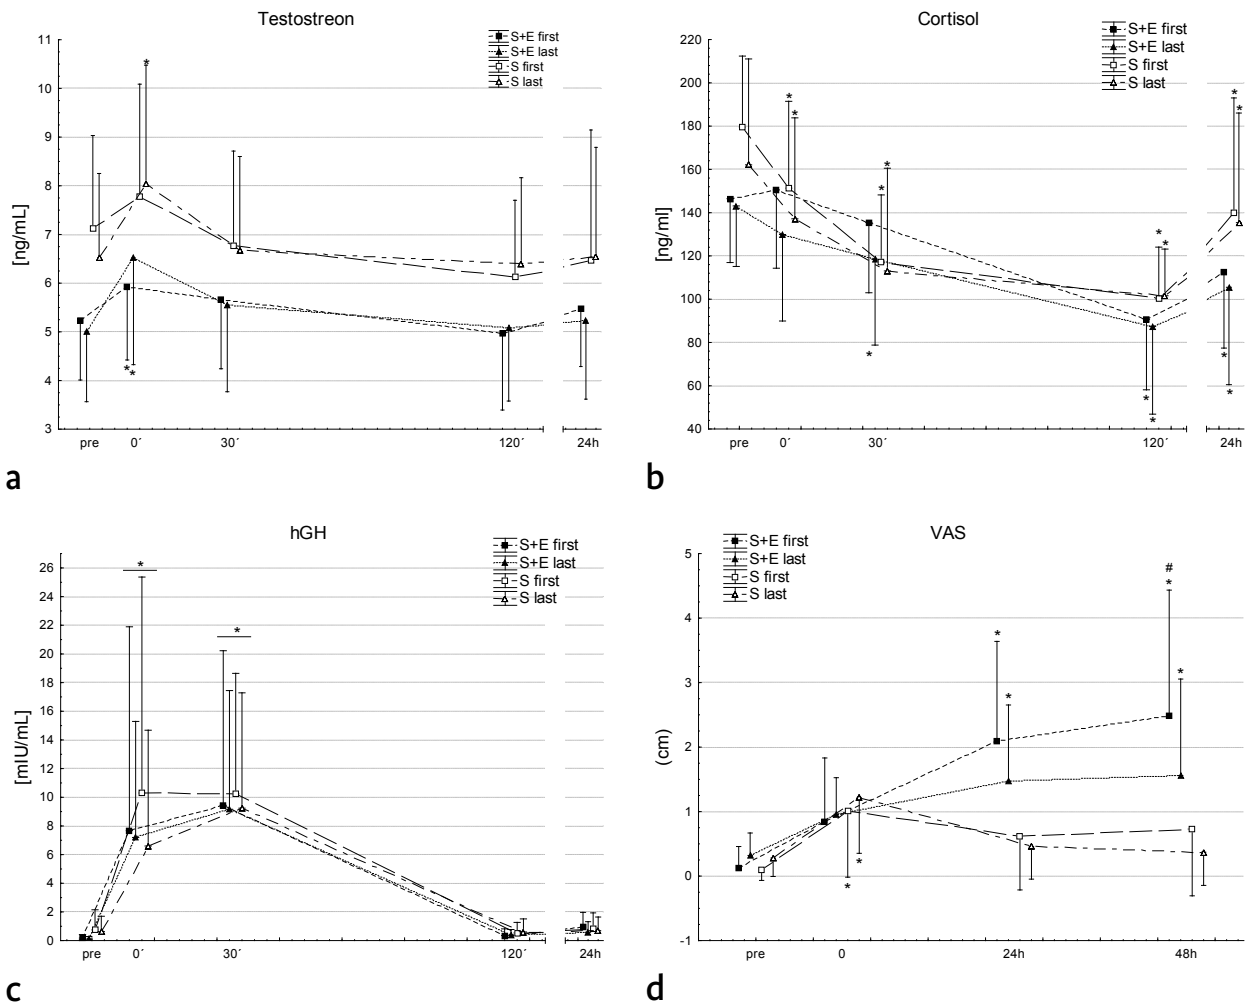 Testostreon
S+E first
S+E last
S first
S last
11
10
9
8
7
6
5
4
3
[ng/mL]
*
*
*
pre
0´
30´
120´
24h
a
Cortisol
S+E first
S+E last
S first
S last
220
200
180
160
140
120
100
80
60
40
[ng/ml]
*
*
*
*
*
*
*
*
*
*
*
*
*
pre
0´
30´
120´
24h
b
hGH
S+E first
S+E last
S first
S last
26
24
22
20
18
16
14
12
10
8
6
4
2
0
[mIU/mL]
*
*
pre
0´
30´
120´
24h
c
VAS
S+E first
S+E last
S first
S last
5
4
3
2
1
0
-1
(cm)
#
*
*
*
*
*
*
pre
0
24h
48h
d